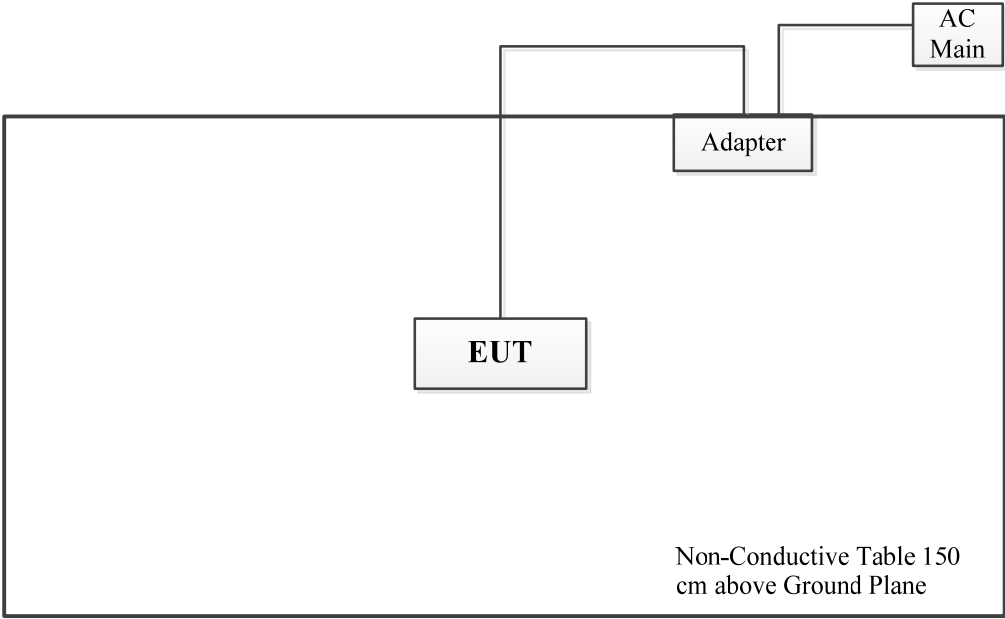 AC
Main
Adapter
EUT
Non-Conductive Table 150
cm above Ground Plane